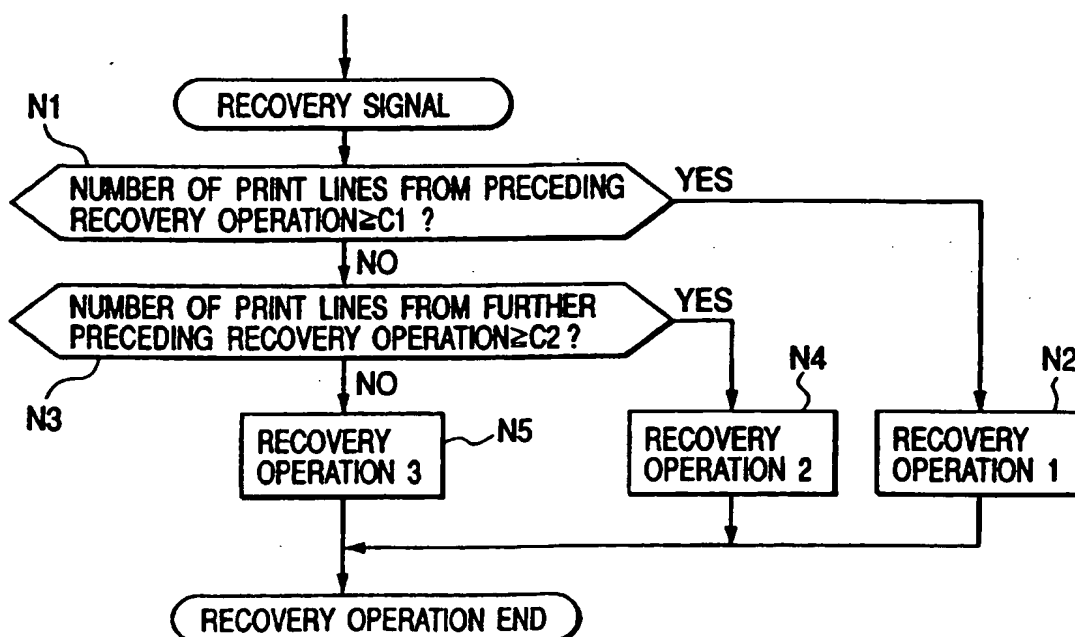 RECOVERY SIGNAL
N1
NUMBER OF PRINT LINES FROM PRECEDING
RECOVERY OPERATION≥C1 ?
YES
NO
NUMBER OF PRINT LINES FROM FURTHER
PRECEDING RECOVERY OPERATION≥C2 ?
YES
N3
NO
N4
N2
RECOVERY
OPERATION 3
N5
RECOVERY
OPERATION 2
RECOVERY
OPERATION 1
RECOVERY OPERATION END